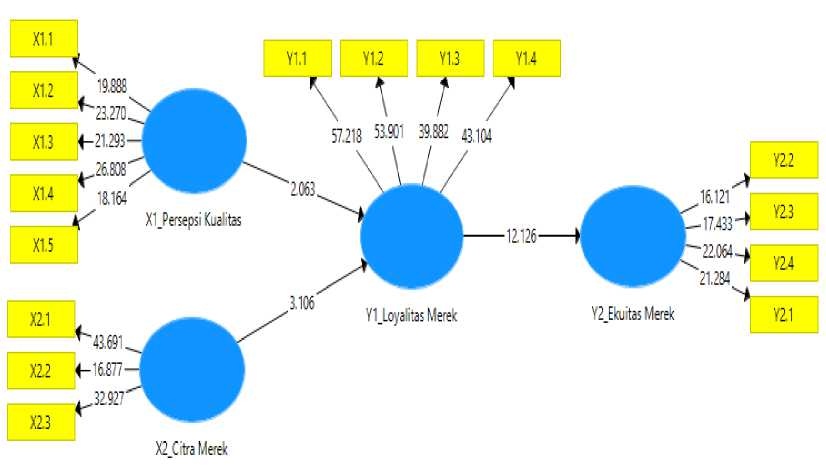 X1.1
X1.2
X1.3
X1.4
X1.5
19.888
23.270
21.293
26.808
18.164
X1_Persepsi Kualitas
2.063
X2.1
X2.2
X2.3
43.691
16.877
32.927
X2_Citra Merek
3.106
Y1.1
Y1.2
Y1.3
Y1.4
57.218
53.901
39.882
43.104
Y1_Loyalitas Merek
12.126
Y2_Ekuitas Merek
16.121
17.433
22.064
21.284
Y2.2
Y2.3
Y2.4
Y2.1